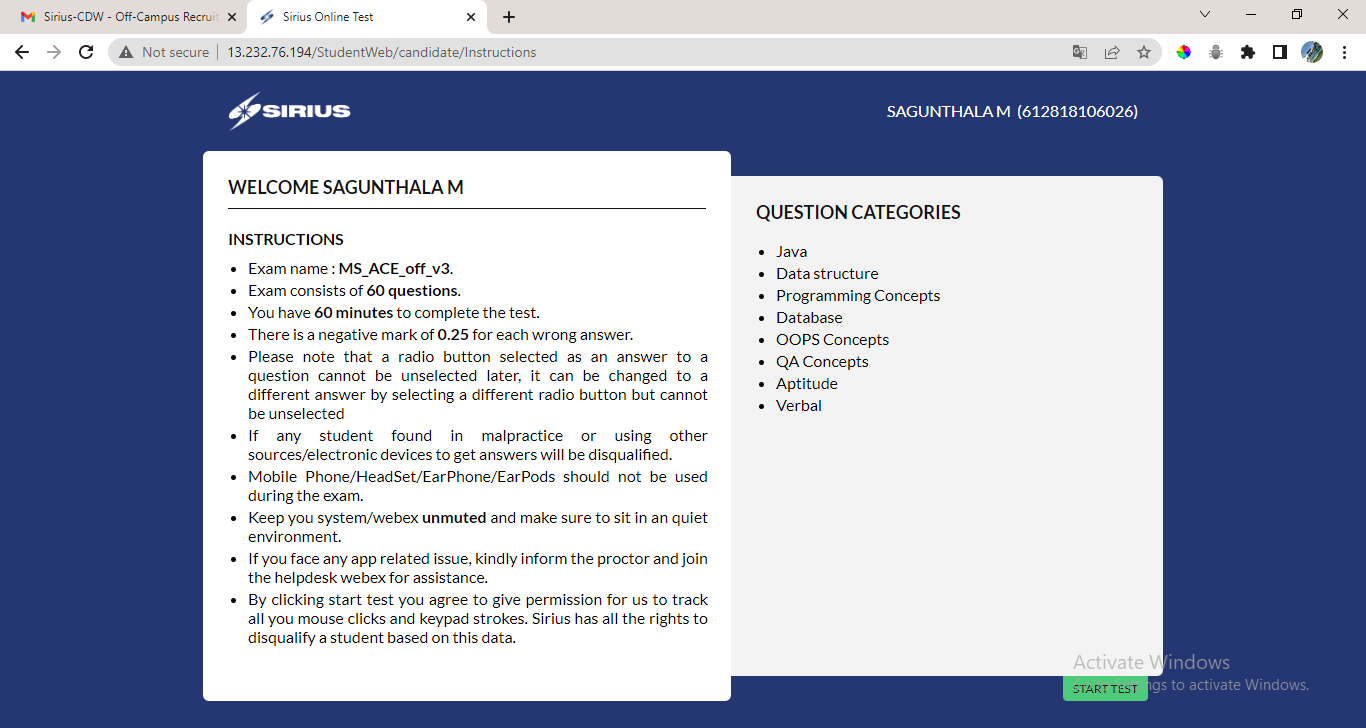 Sirius-CDW - Off-Campus Recruit
Sirius Online Test
Not secure
13.232.76.194/StudentWeb/candidate/Instructions
SIRIUS
SAGUNTHALA M (612818106026)
WELCOME SAGUNTHALA M
INSTRUCTIONS
• Exam name : MS_ACE_off_v3.
• Exam consists of 60 questions.
• You have 60 minutes to complete the test.
• There is a negative mark of 0.25 for each wrong answer.
• Please note that a radio button selected as an answer to a
question cannot be unselected later, it can be changed to a
different answer by selecting a different radio button but cannot
be unselected
• If any student found in malpractice or using other
sources/electronic devices to get answers will be disqualified.
• Mobile Phone/HeadSet/EarPhone/EarPods should not be used
during the exam.
• Keep you system/webex unmuted and make sure to sit in an quiet
environment.
• If you face any app related issue, kindly inform the proctor and join
the helpdesk webex for assistance.
• By clicking start test you agree to give permission for us to track
all you mouse clicks and keypad strokes. Sirius has all the rights to
disqualify a student based on this data.
QUESTION CATEGORIES
• Java
• Data structure
• Programming Concepts
• Database
• OOPS Concepts
• QA Concepts
• Aptitude
• Verbal
Activate Windows
START TEST
to activate Windows.